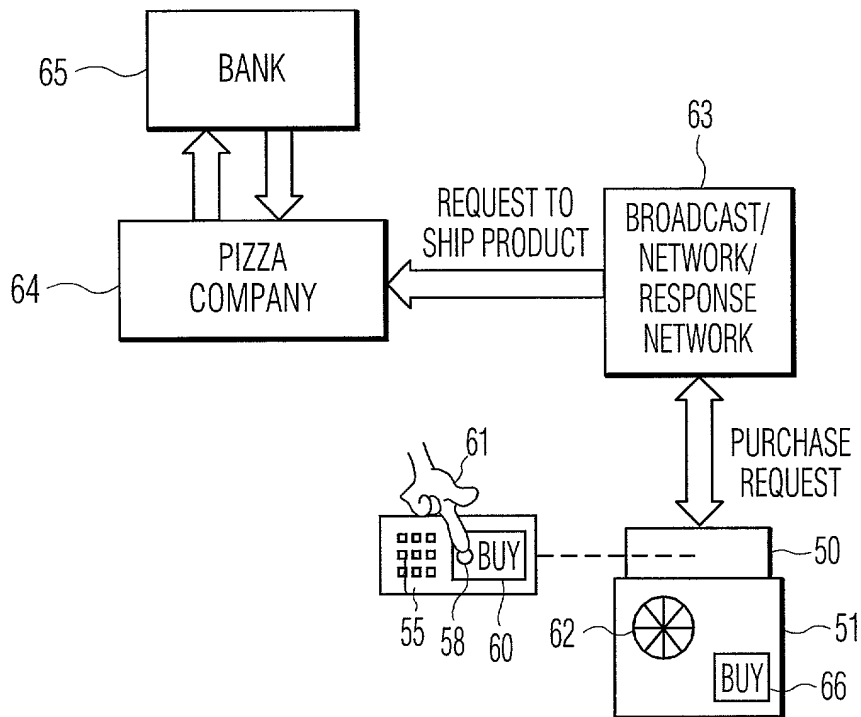 65
BANK
63
REQUEST TO
SHIP PRODUCT
BROADCAST/
NETWORK/
RESPONSE
NETWORK
64
PIZZA
COMPANY
61
PURCHASE
REQUEST
BUY
50
55
58
60
62
51
BUY
66